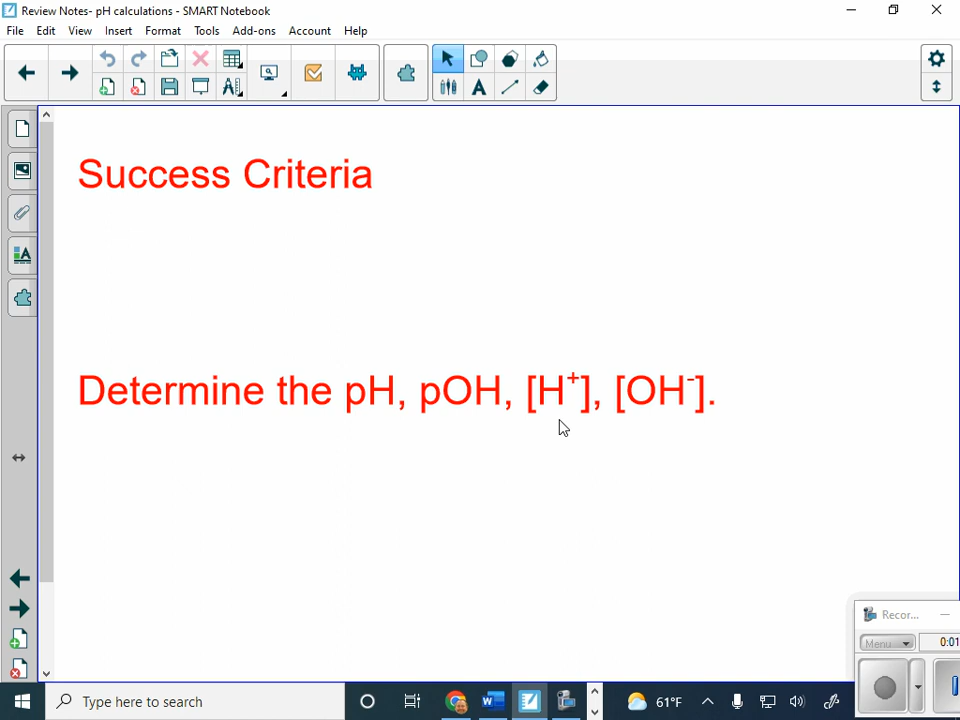 Review Notes- pH calculations - SMART Notebook
File Edit View Insert Format Tools Add-ons Account Help
Success Criteria
Determine the pH, pOH, [H⁺], [OH⁻].
Recor...
Menu 0:01
Type here to search
61°F